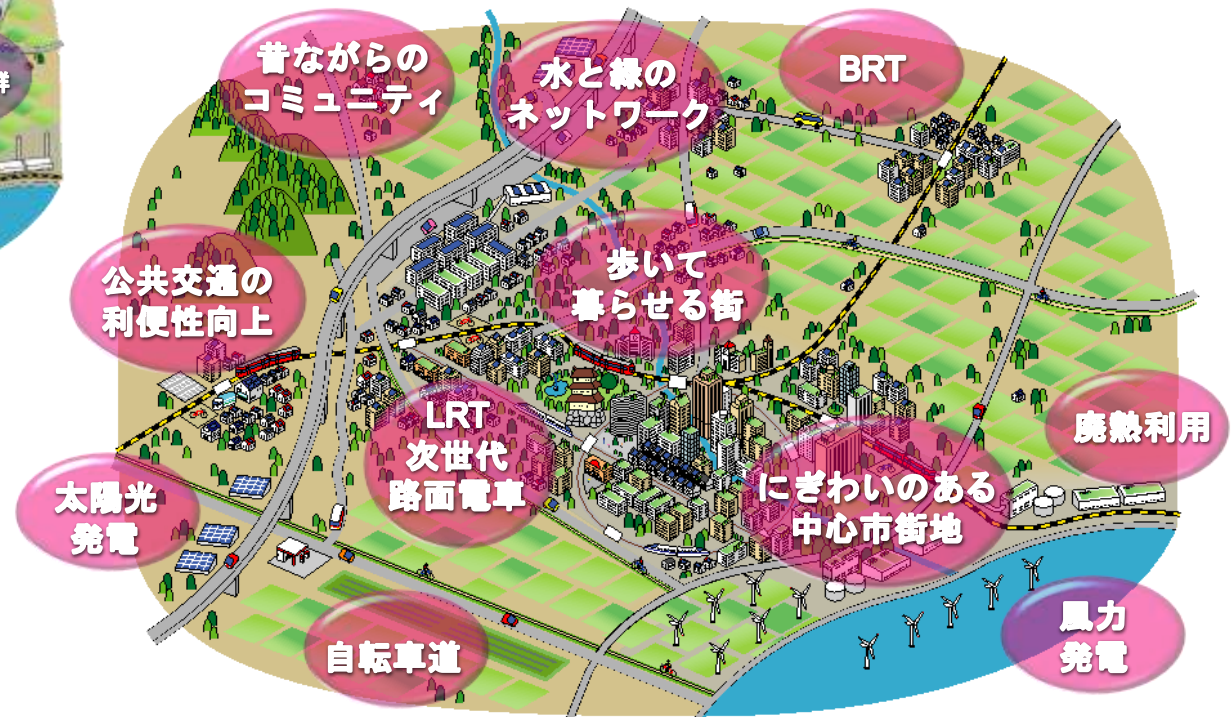 群
昔ながらの
コミュニティ
水と緑の
ネットワーク
BRT
公共交通の
利便性向上
歩いて
暮らせる街
LRT
次世代
路面電車
廃熱利用
太陽光
発電
にぎわいのある
中心市街地
自転車道
風力
発電